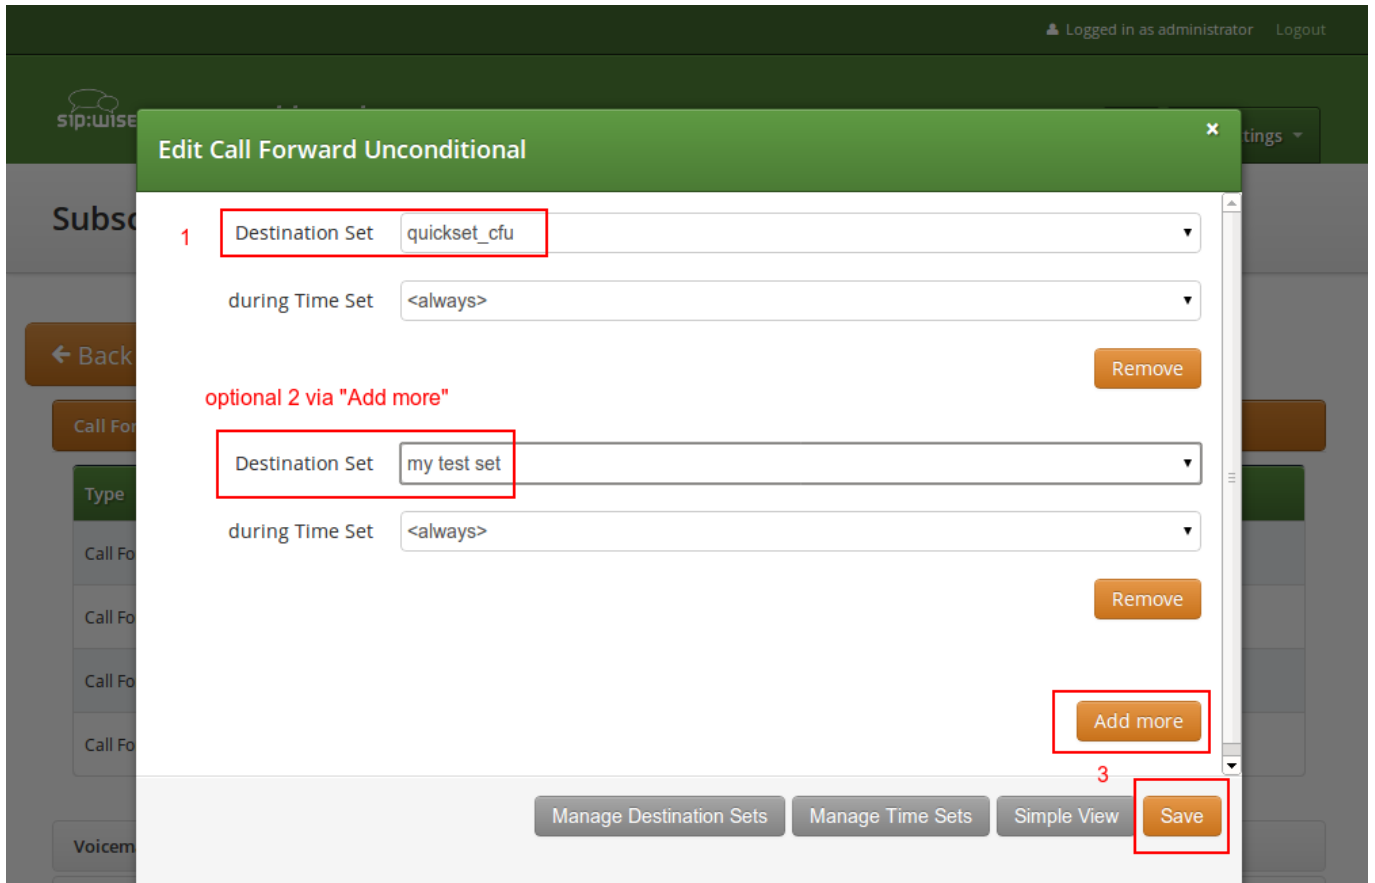 Logged in as administrator Logout
sip:wise
tings
Edit Call Forward Unconditional ×
Subsc
1 Destination Set quickset_cfu
during Time Set <always>
Back
Remove
optional 2 via "Add more"
Call For
Destination Set my test set
Type
during Time Set <always>
Call Fo
Remove
Call Fo
Call Fo
Add more
Call Fo
3
Manage Destination Sets Manage Time Sets Simple View Save
Voicem